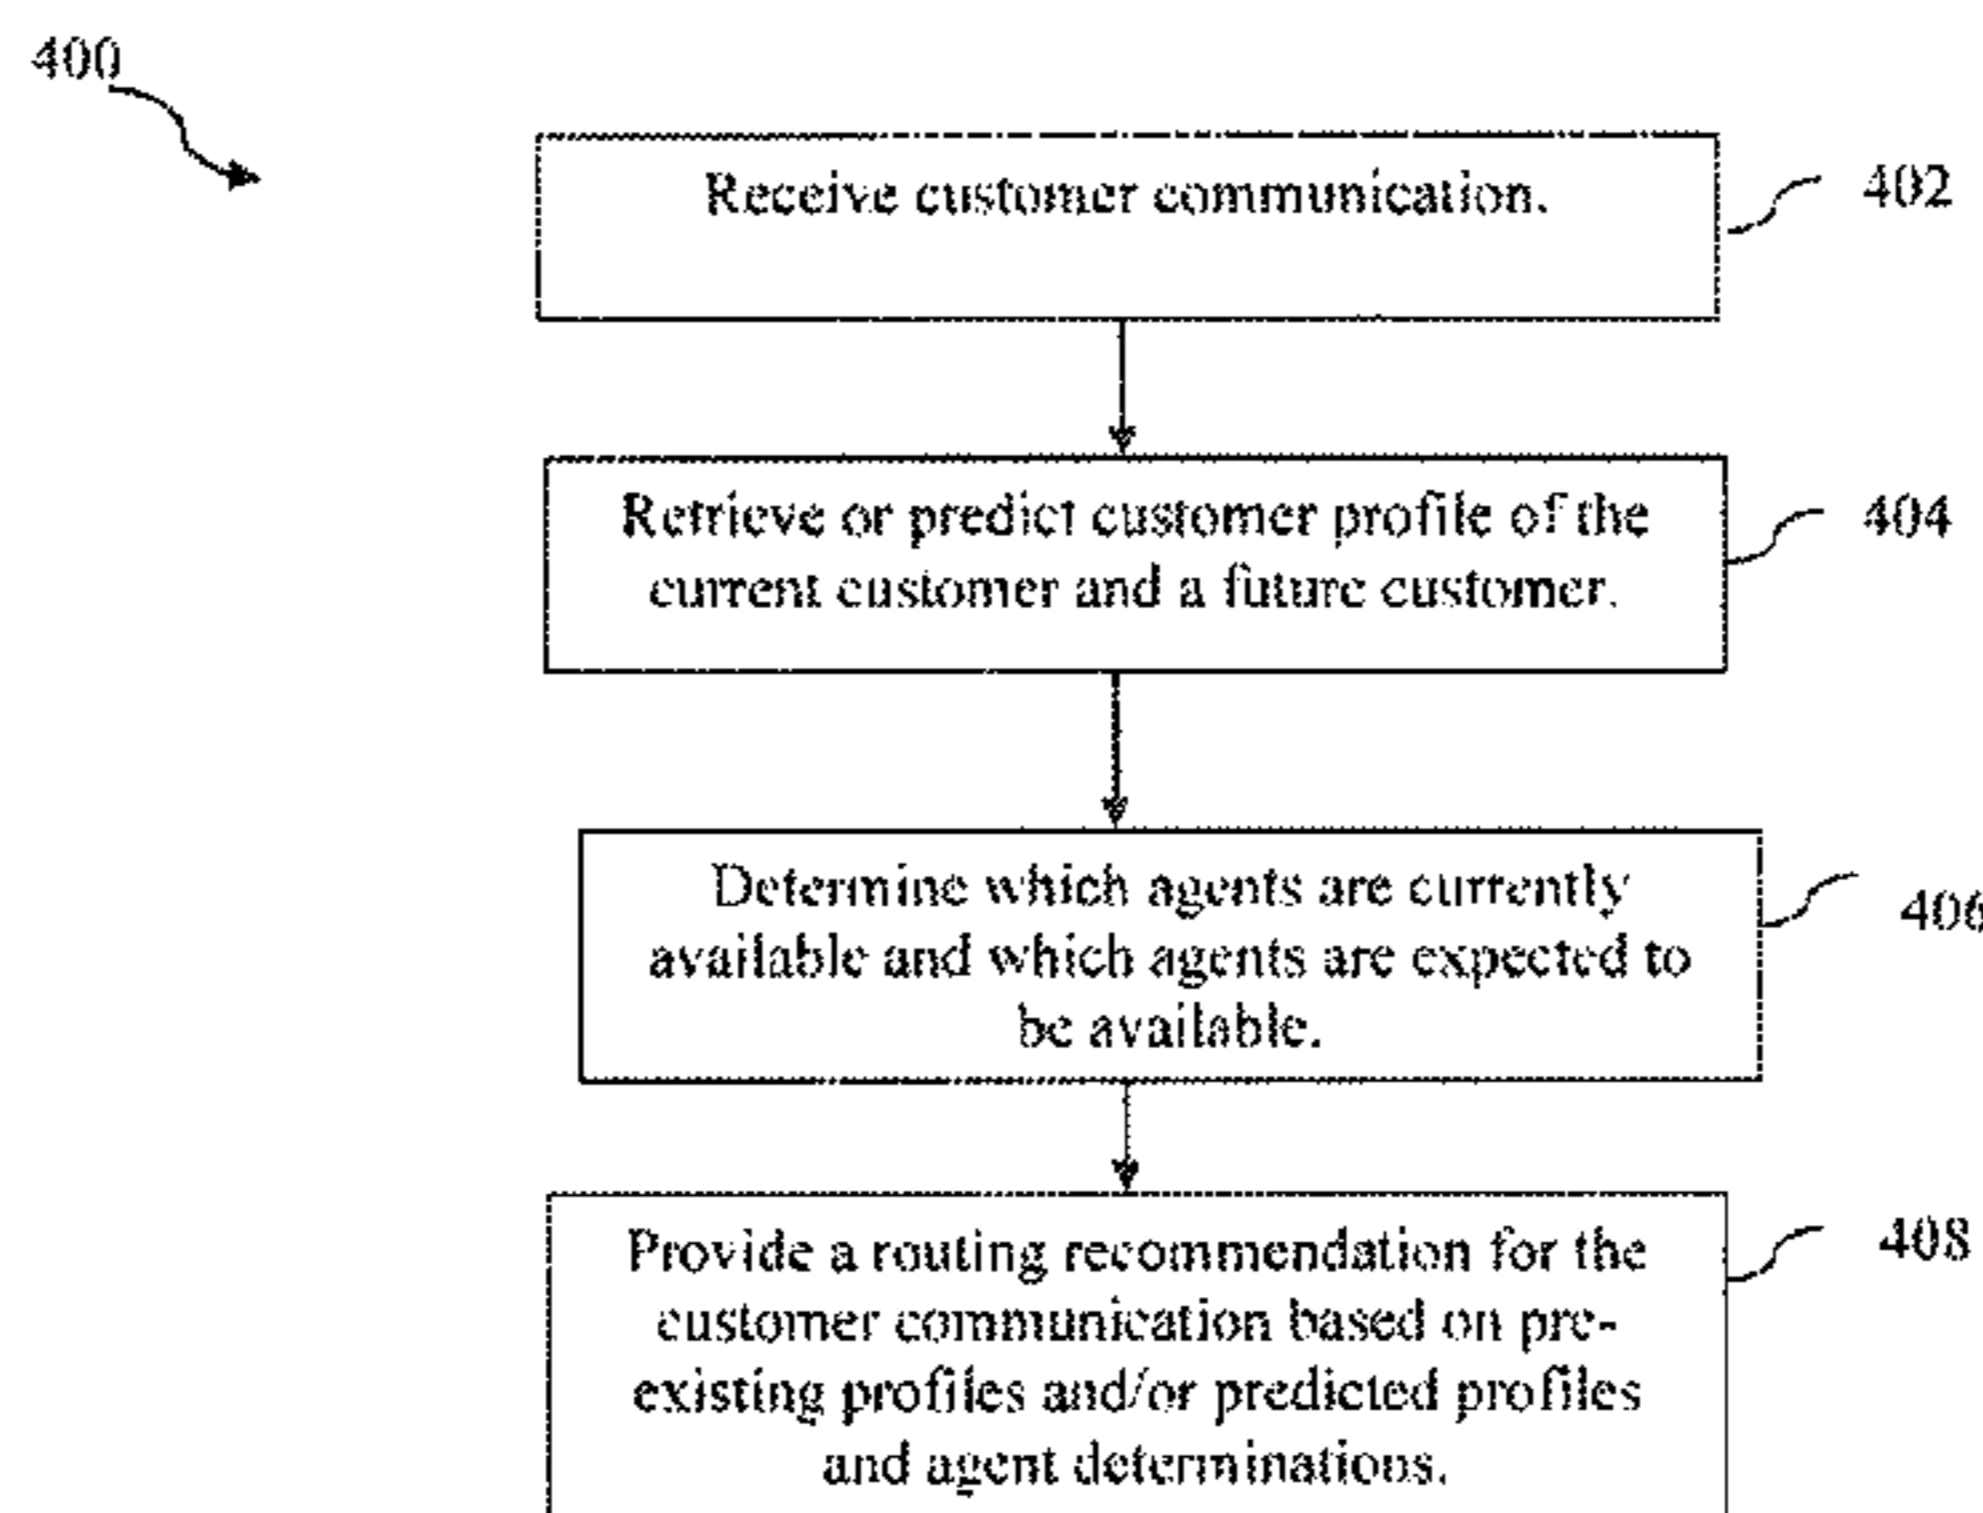 400
Receive customer communication.
402
Retrieve or predict customer profile of the
current customer and a future customer.
404
Determine which agents are currently
available and which agents are expected to
be available.
406
Provide a routing recommendation for the
customer communication based on pre-
existing profiles and/or predicted profiles
and agent determinations.
408